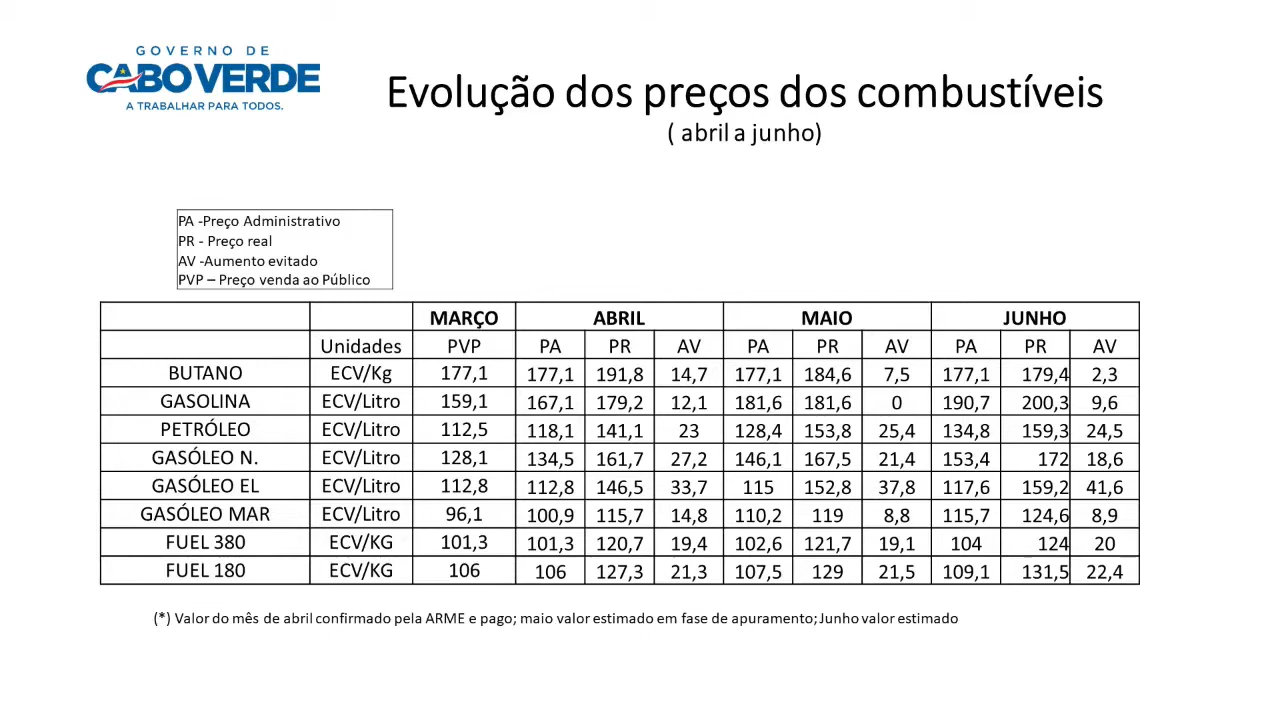 GOVERNO DE
CABO VERDE
A TRABALHAR PARA TODOS.
Evolução dos preços dos combustíveis
( abril a junho)
PA -Preço Administrativo
PR - Preço real
AV -Aumento evitado
PVP – Preço venda ao Público
MARÇO ABRIL MAIO JUNHO
Unidades PVP PA PR AV PA PR AV PA PR AV
BUTANO ECV/Kg 177,1 177,1 191,8 14,7 177,1 184,6 7,5 177,1 179,4 2,3
GASOLINA ECV/Litro 159,1 167,1 179,2 12,1 181,6 181,6 0 190,7 200,3 9,6
PETRÓLEO ECV/Litro 112,5 118,1 141,1 23 128,4 153,8 25,4 134,8 159,3 24,5
GASÓLEO N. ECV/Litro 128,1 134,5 161,7 27,2 146,1 167,5 21,4 153,4 172 18,6
GASÓLEO EL ECV/Litro 112,8 112,8 146,5 33,7 115 152,8 37,8 117,6 159,2 41,6
GASÓLEO MAR ECV/Litro 96,1 100,9 115,7 14,8 110,2 119 8,8 115,7 124,6 8,9
FUEL 380 ECV/KG 101,3 101,3 120,7 19,4 102,6 121,7 19,1 104 124 20
FUEL 180 ECV/KG 106 106 127,3 21,3 107,5 129 21,5 109,1 131,5 22,4
(*) Valor do mês de abril confirmado pela ARME e pago; maio valor estimado em fase de apuramento; Junho valor estimado